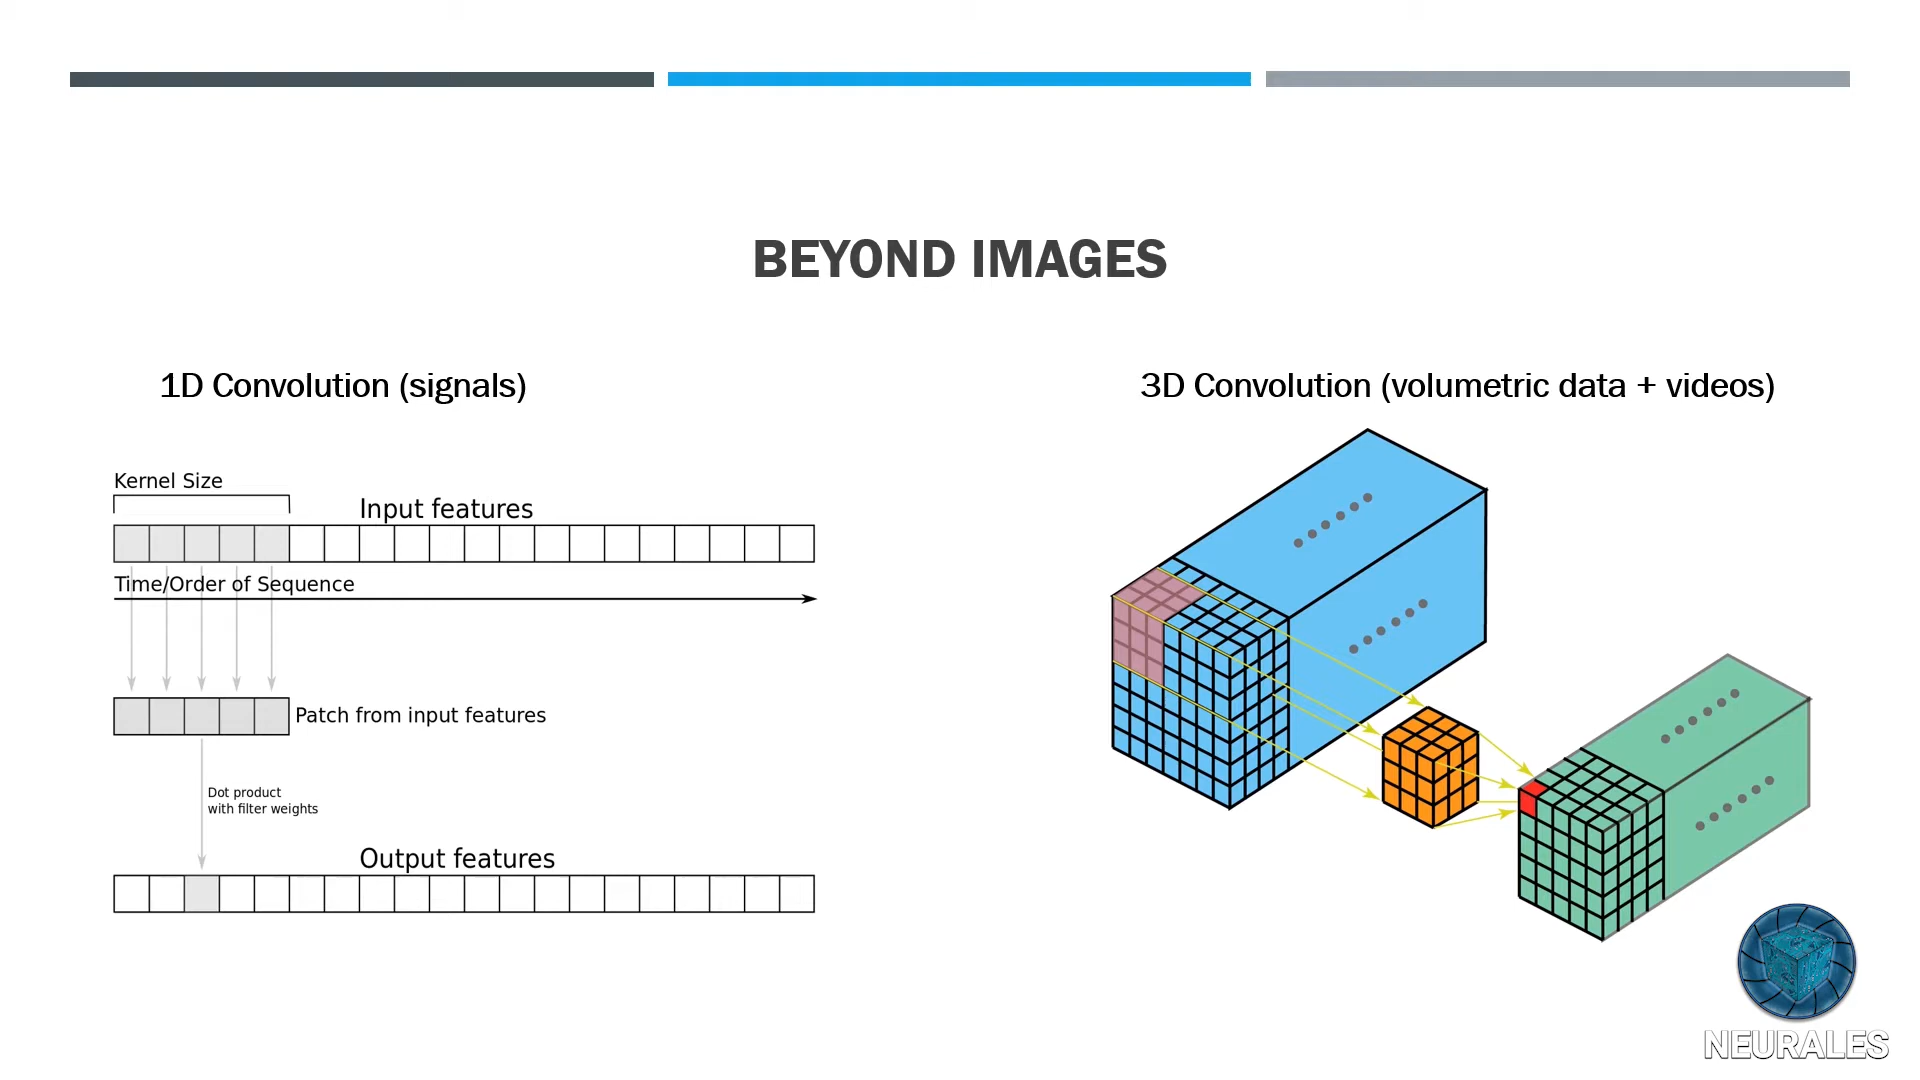 BEYOND IMAGES
1D Convolution (signals)
Kernel Size
Input features
Time/Order of Sequence
Patch from input features
Dot product
with filter weights
Output features
3D Convolution (volumetric data + videos)
NEURALES